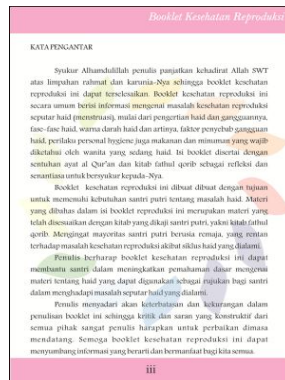 Booklet Kesehatan Reproduksi
KATA PENGANTAR
Syukur Alhamdulillah penulis panjatkan kehadirat Allah SWT
atas limpahan rahmat dan karunia-Nya sehingga booklet kesehatan
reproduksi ini dapat terselesaikan. Booklet kesehatan reproduksi ini
secara umum berisi informasi mengenai masalah kesehatan reproduksi
seputar haid (menstruasi), mulai dari pengertian haid dan gangguannya,
fase-fase haid, warna darah haid dan artinya, faktor penyebab gangguan
haid, perilaku personal hygiene juga makanan dan minuman yang wajib
diketahui oleh wanita yang sedang haid. Isi booklet disertai dengan
sentuhan ayat al Qur'an dan kitab fathul qorib sebagai refleksi dan
senantiasa untuk bersyukur kepada-Nya.
Booklet kesehatan reproduksi ini dibuat dibuat dengan tujuan
untuk memenuhi kebutuhan santri putri tentang masalah haid. Materi
yang dibahas dalam isi booklet reproduksi ini merupakan materi yang
telah disesuaikan dengan kitab yang dikaji santri putri, yakni kitab fathul
qorib. Mengingat mayoritas santri putri berusia remaja, yang rentan
terhadap masalah kesehatan reproduksi akibat siklus haid yang dialami.
Penulis berharap booklet kesehatan reproduksi ini dapat
membantu santri dalam meningkatkan pemahaman dasar mengenai
materi tentang haid yang dapat digunakan sebagai rujukan bagi santri
dalam menghadapi masalah seputar haid yang dialami.
Penulis menyadari akan keterbatasan dan kekurangan dalam
penulisan booklet ini sehingga kritik dan saran yang konstruktif dari
semua pihak sangat penulis harapkan untuk perbaikan dimasa
mendatang. Semoga booklet kesehatan reproduksi ini dapat
menyumbang informasi yang berarti dan bermanfaat bagi kita semua.
iii